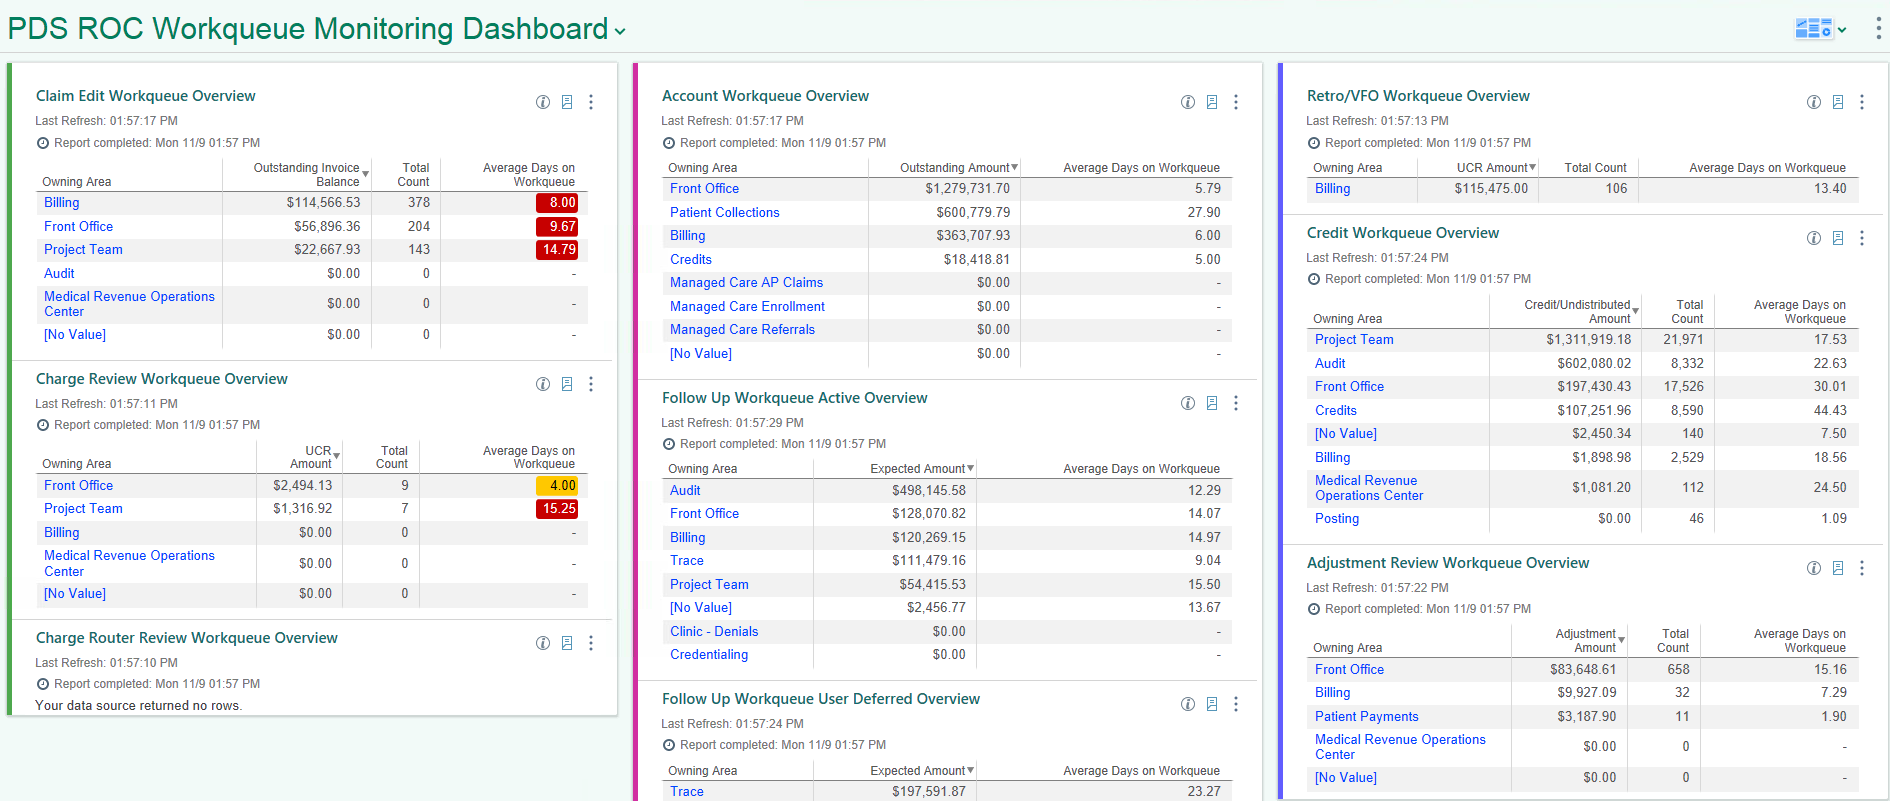 PDS ROC Workqueue Monitoring Dashboard
Claim Edit Workqueue Overview
Last Refresh: 01:57:17 PM
Report completed: Mon 11/9 01:57 PM
Owning Area Outstanding Invoice Balance Total Count Average Days on Workqueue
Billing $114,566.53 378 8.00
Front Office $56,896.36 204 9.67
Project Team $22,667.93 143 14.79
Audit $0.00 0 -
Medical Revenue Operations Center $0.00 0 -
[No Value] $0.00 0 -
Charge Review Workqueue Overview
Last Refresh: 01:57:11 PM
Report completed: Mon 11/9 01:57 PM
Owning Area UCR Amount Total Count Average Days on Workqueue
Front Office $2,494.13 9 4.00
Project Team $1,316.92 7 15.25
Billing $0.00 0 -
Medical Revenue Operations Center $0.00 0 -
[No Value] $0.00 0 -
Charge Router Review Workqueue Overview
Last Refresh: 01:57:10 PM
Report completed: Mon 11/9 01:57 PM
Your data source returned no rows.
Account Workqueue Overview
Last Refresh: 01:57:17 PM
Report completed: Mon 11/9 01:57 PM
Owning Area Outstanding Amount Average Days on Workqueue
Front Office $1,279,731.70 5.79
Patient Collections $600,779.79 27.90
Billing $363,707.93 6.00
Credits $18,418.81 5.00
Managed Care AP Claims $0.00 -
Managed Care Enrollment $0.00 -
Managed Care Referrals $0.00 -
[No Value] $0.00 -
Follow Up Workqueue Active Overview
Last Refresh: 01:57:29 PM
Report completed: Mon 11/9 01:57 PM
Owning Area Expected Amount Average Days on Workqueue
Audit $498,145.58 12.29
Front Office $128,070.82 14.07
Billing $120,269.15 14.97
Trace $111,479.16 9.04
Project Team $54,415.53 15.50
[No Value] $2,456.77 13.67
Clinic - Denials $0.00 -
Credentialing $0.00 -
Follow Up Workqueue User Deferred Overview
Last Refresh: 01:57:24 PM
Report completed: Mon 11/9 01:57 PM
Owning Area Expected Amount Average Days on Workqueue
Trace $197,591.87 23.27
Retro/VFO Workqueue Overview
Last Refresh: 01:57:13 PM
Report completed: Mon 11/9 01:57 PM
Owning Area UCR Amount Total Count Average Days on Workqueue
Billing $115,475.00 106 13.40
Credit Workqueue Overview
Last Refresh: 01:57:24 PM
Report completed: Mon 11/9 01:57 PM
Owning Area Credit/Undistributed Amount Total Count Average Days on Workqueue
Project Team $1,311,919.18 21,971 17.53
Audit $602,080.02 8,332 22.63
Front Office $197,430.43 17,526 30.01
Credits $107,251.96 8,590 44.43
[No Value] $2,450.34 140 7.50
Billing $1,898.98 2,529 18.56
Medical Revenue Operations Center $1,081.20 112 24.50
Posting $0.00 46 1.09
Adjustment Review Workqueue Overview
Last Refresh: 01:57:22 PM
Report completed: Mon 11/9 01:57 PM
Owning Area Adjustment Amount Total Count Average Days on Workqueue
Front Office $83,648.61 658 15.16
Billing $9,927.09 32 7.29
Patient Payments $3,187.90 11 1.90
Medical Revenue Operations Center $0.00 0 -
[No Value] $0.00 0 -